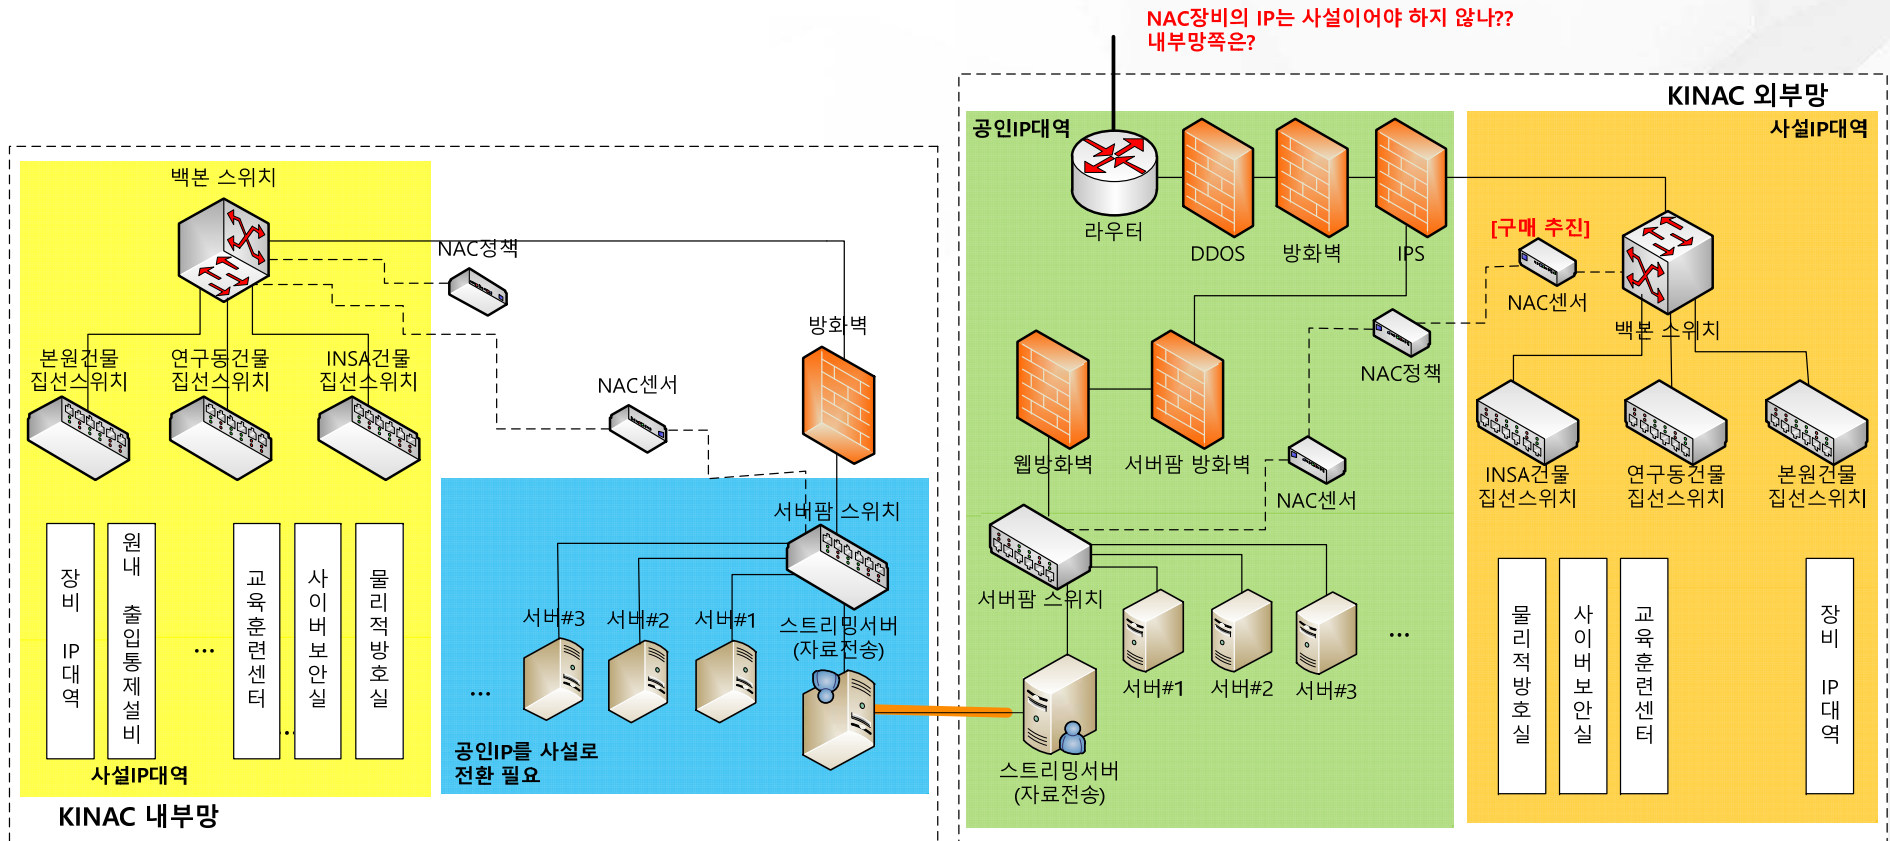 NAC장비의 IP는 사설이어야 하지 않나??
내부망쪽은?
KINAC 외부망
공인IP대역
사설IP대역
라우터
DDOS
방화벽
IPS
[구매 추진]
NAC센서
백본 스위치
NAC정책
웹방화벽
서버팜 방화벽
NAC센서
INSA건물
집선스위치
연구동건물
집선스위치
본원건물
집선스위치
서버팜 스위치
서버#1
서버#2
서버#3
...
스트리밍서버
(자료전송)
물리적방호실
사이버보안실
교육훈련센터
장비 IP대역
백본 스위치
NAC정책
방화벽
본원건물
집선스위치
연구동건물
집선스위치
INSA건물
집선스위치
NAC센서
서버팜 스위치
서버#3
서버#2
서버#1
스트리밍서버
(자료전송)
...
장비 IP대역
원내 출입통제설비
...
교육훈련센터
...
사이버보안실
물리적방호실
공인IP를 사설로
전환 필요
사설IP대역
KINAC 내부망